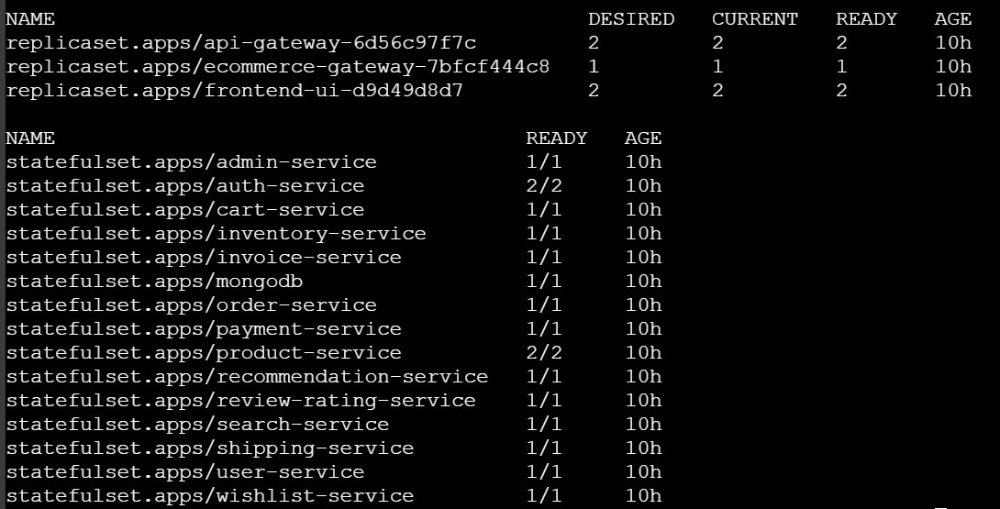 NAME DESIRED CURRENT READY AGE
replicaset.apps/api-gateway-6d56c97f7c 2 2 2 10h
replicaset.apps/ecommerce-gateway-7bfcf444c8 1 1 1 10h
replicaset.apps/frontend-ui-d9d49d8d7 2 2 2 10h
NAME READY AGE
statefulset.apps/admin-service 1/1 10h
statefulset.apps/auth-service 2/2 10h
statefulset.apps/cart-service 1/1 10h
statefulset.apps/inventory-service 1/1 10h
statefulset.apps/invoice-service 1/1 10h
statefulset.apps/mongodb 1/1 10h
statefulset.apps/order-service 1/1 10h
statefulset.apps/payment-service 1/1 10h
statefulset.apps/product-service 2/2 10h
statefulset.apps/recommendation-service 1/1 10h
statefulset.apps/review-rating-service 1/1 10h
statefulset.apps/search-service 1/1 10h
statefulset.apps/shipping-service 1/1 10h
statefulset.apps/user-service 1/1 10h
statefulset.apps/wishlist-service 1/1 10h